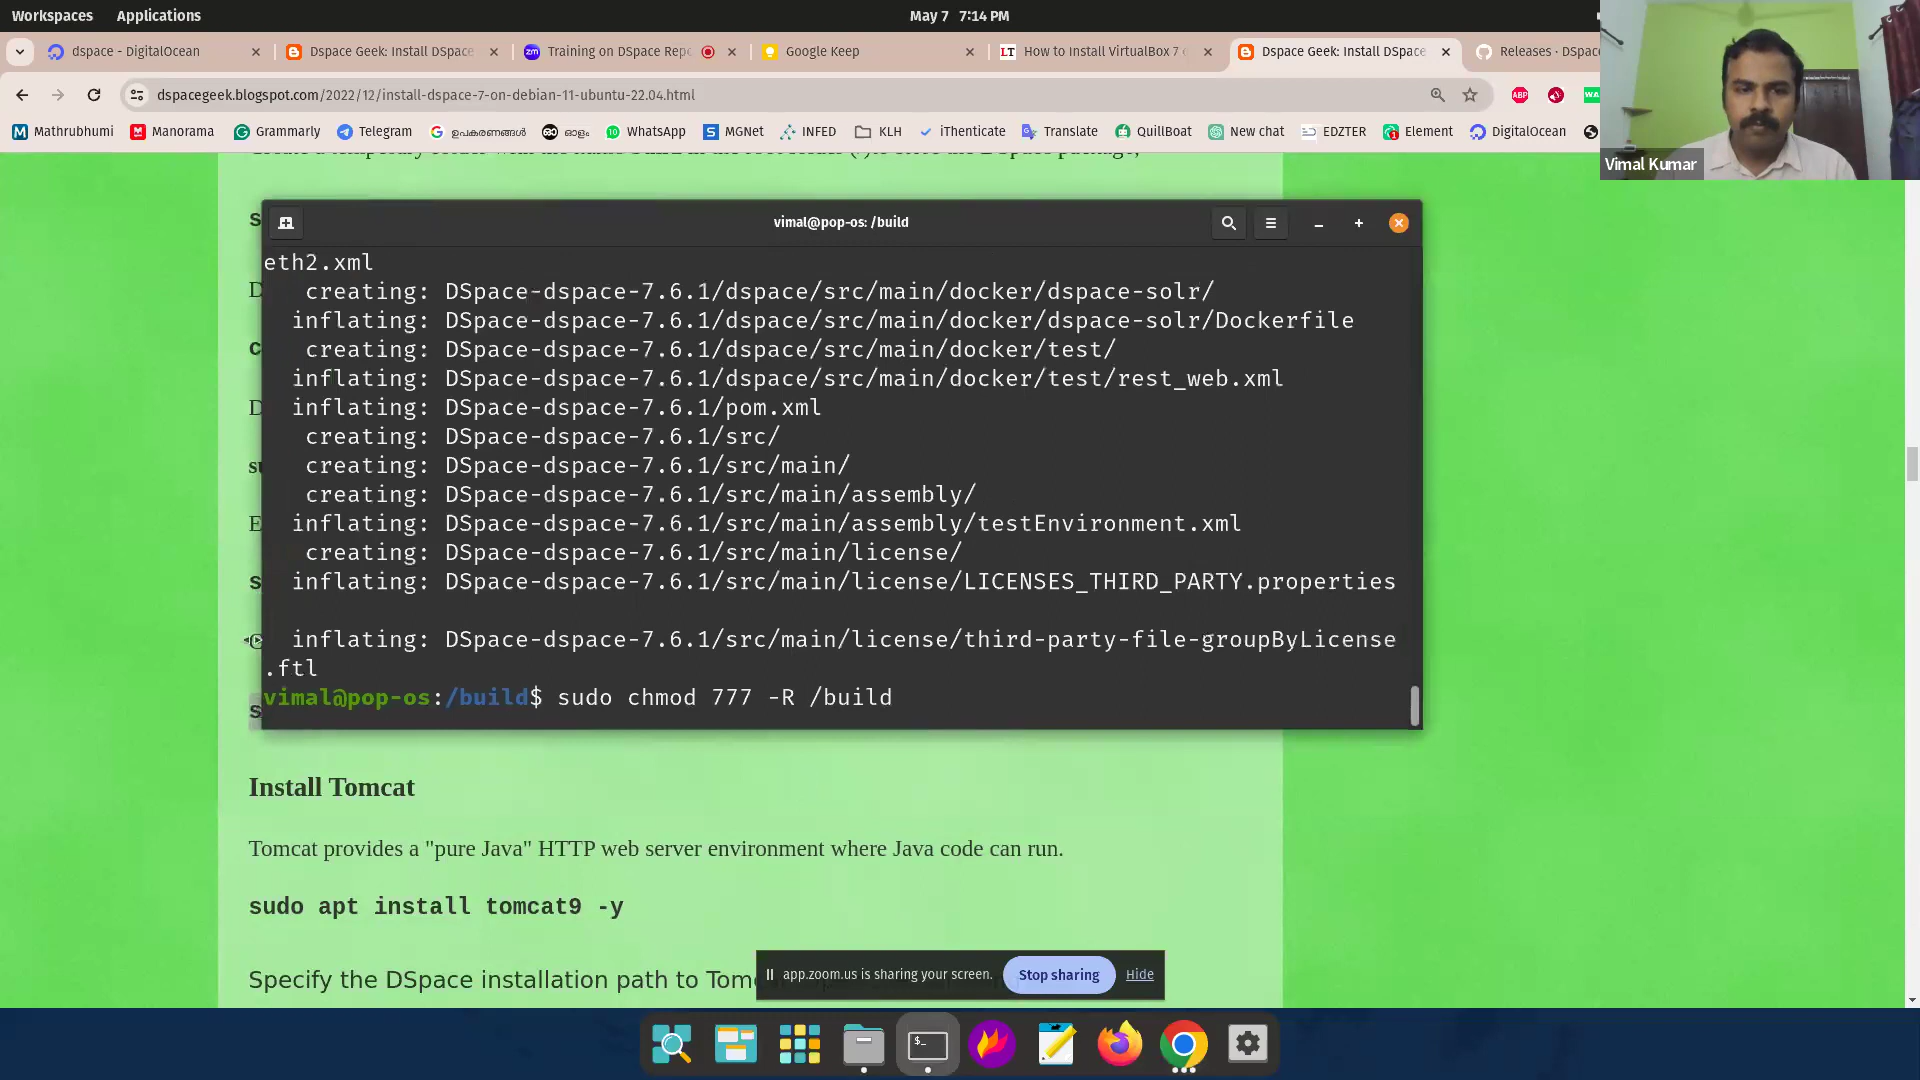 Workspaces
Applications
May 7 7:14 PM
dspace - DigitalOcean
Dspace Geek: Install DSpace
Training on DSpace Repo
Google Keep
How to Install VirtualBox 7
Dspace Geek: Install DSpace
Releases · DSpac
dspacegeek.blogspot.com/2022/12/install-dspace-7-on-debian-11-ubuntu-22.04.html
Mathrubhumi
Manorama
Grammarly
Telegram
ഉപകരണങ്ങൾ
ഓളം
WhatsApp
MGNet
INFED
KLH
iThenticate
Translate
QuillBoat
New chat
EDZTER
Element
DigitalOcean
Vimal Kumar
vimal@pop-os: /build
eth2.xml
creating: DSpace-dspace-7.6.1/dspace/src/main/docker/dspace-solr/
inflating: DSpace-dspace-7.6.1/dspace/src/main/docker/dspace-solr/Dockerfile
creating: DSpace-dspace-7.6.1/dspace/src/main/docker/test/
inflating: DSpace-dspace-7.6.1/dspace/src/main/docker/test/rest_web.xml
inflating: DSpace-dspace-7.6.1/pom.xml
creating: DSpace-dspace-7.6.1/src/
creating: DSpace-dspace-7.6.1/src/main/
creating: DSpace-dspace-7.6.1/src/main/assembly/
inflating: DSpace-dspace-7.6.1/src/main/assembly/testEnvironment.xml
creating: DSpace-dspace-7.6.1/src/main/license/
inflating: DSpace-dspace-7.6.1/src/main/license/LICENSES_THIRD_PARTY.properties
inflating: DSpace-dspace-7.6.1/src/main/license/third-party-file-groupByLicense
.ftl
vimal@pop-os:/build$ sudo chmod 777 -R /build
Install Tomcat
Tomcat provides a "pure Java" HTTP web server environment where Java code can run.
sudo apt install tomcat9 -y
Specify the DSpace installation path to Tom
app.zoom.us is sharing your screen.
Stop sharing
Hide